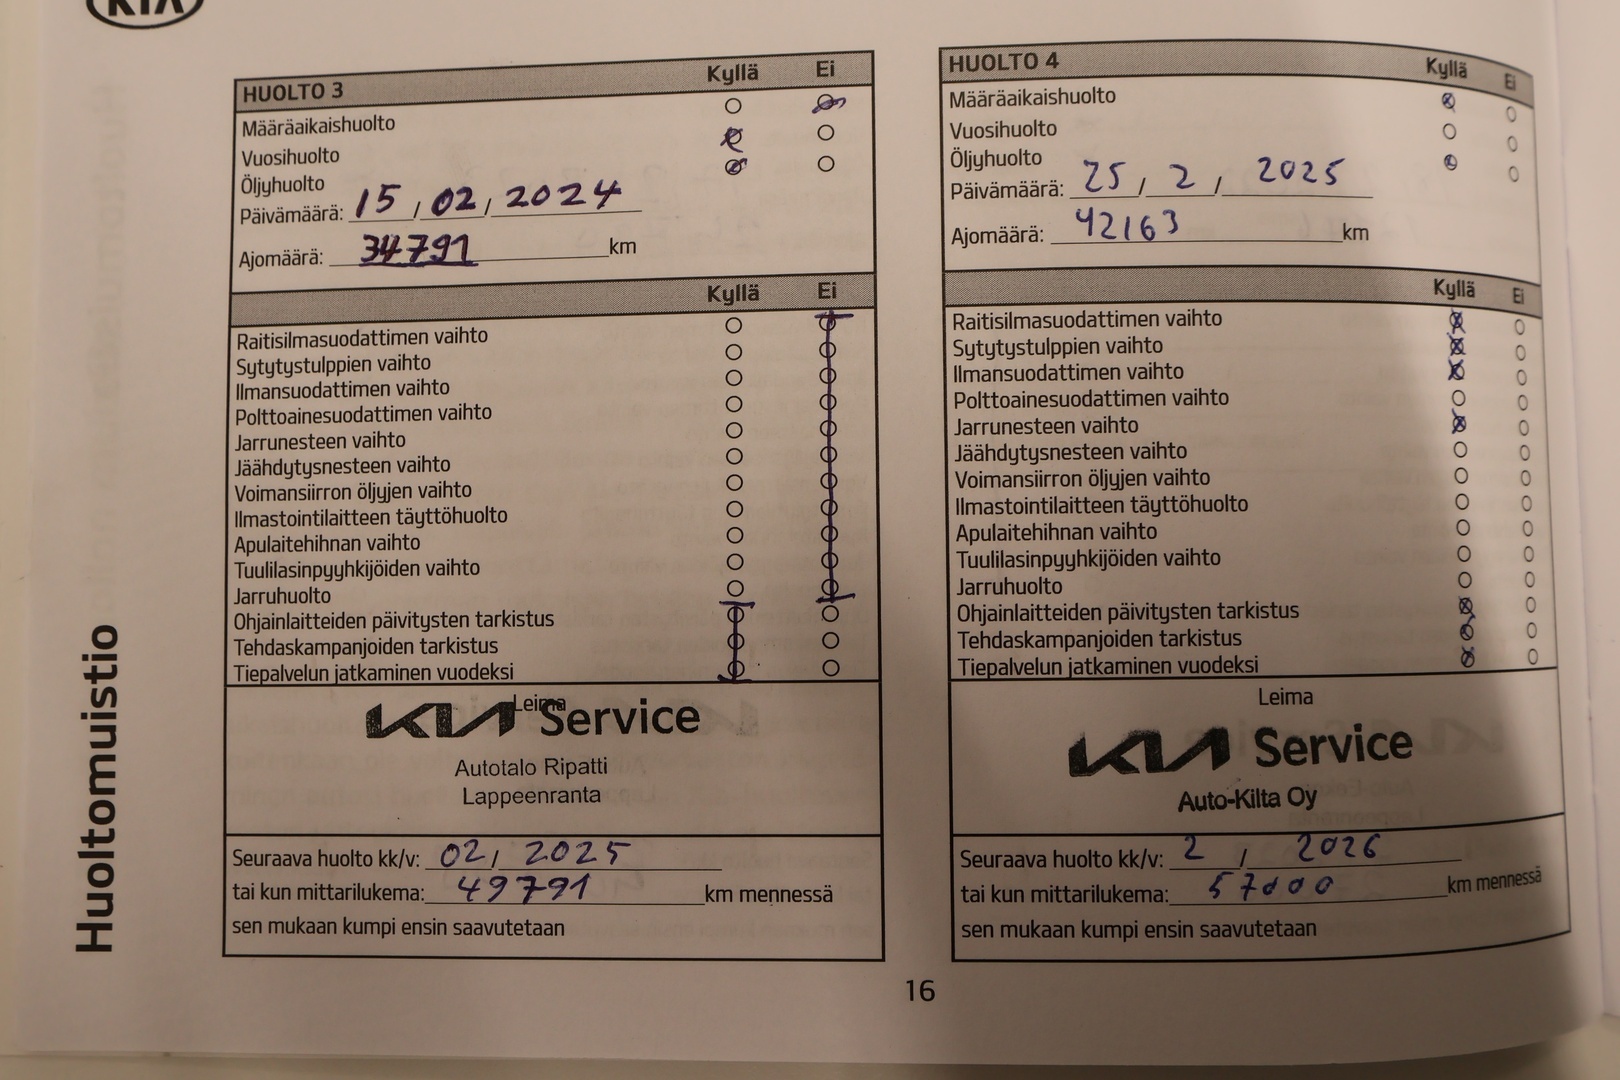 KIA
Huoltomuistio
HUOLTO 3 Kyllä Ei
Määräaikaishuolto
Vuosihuolto
Öljyhuolto
Päivämäärä: 15 / 02 / 2024
Ajomäärä: 34791 km
Kyllä Ei
Raitisilmasuodattimen vaihto
Sytytystulppien vaihto
Ilmansuodattimen vaihto
Polttoainesuodattimen vaihto
Jarrunesteen vaihto
Jäähdytysnesteen vaihto
Voimansiirron öljyjen vaihto
Ilmastointilaitteen täyttöhuolto
Apulaitehihnan vaihto
Tuulilasinpyyhkijöiden vaihto
Jarruhuolto
Ohjainlaitteiden päivitysten tarkistus
Tehdaskampanjoiden tarkistus
Tiepalvelun jatkaminen vuodeksi
Leima
KIA Service
Autotalo Ripatti
Lappeenranta
Seuraava huolto kk/v: 02 / 2025
tai kun mittarilukema: 49791 km mennessä
sen mukaan kumpi ensin saavutetaan
HUOLTO 4 Kyllä Ei
Määräaikaishuolto
Vuosihuolto
Öljyhuolto
Päivämäärä: 25 / 2 / 2025
Ajomäärä: 42163 km
Kyllä Ei
Raitisilmasuodattimen vaihto
Sytytystulppien vaihto
Ilmansuodattimen vaihto
Polttoainesuodattimen vaihto
Jarrunesteen vaihto
Jäähdytysnesteen vaihto
Voimansiirron öljyjen vaihto
Ilmastointilaitteen täyttöhuolto
Apulaitehihnan vaihto
Tuulilasinpyyhkijöiden vaihto
Jarruhuolto
Ohjainlaitteiden päivitysten tarkistus
Tehdaskampanjoiden tarkistus
Tiepalvelun jatkaminen vuodeksi
Leima
KIA Service
Auto-Kilta Oy
Seuraava huolto kk/v: 2 / 2026
tai kun mittarilukema: 57000 km mennessä
sen mukaan kumpi ensin saavutetaan
16